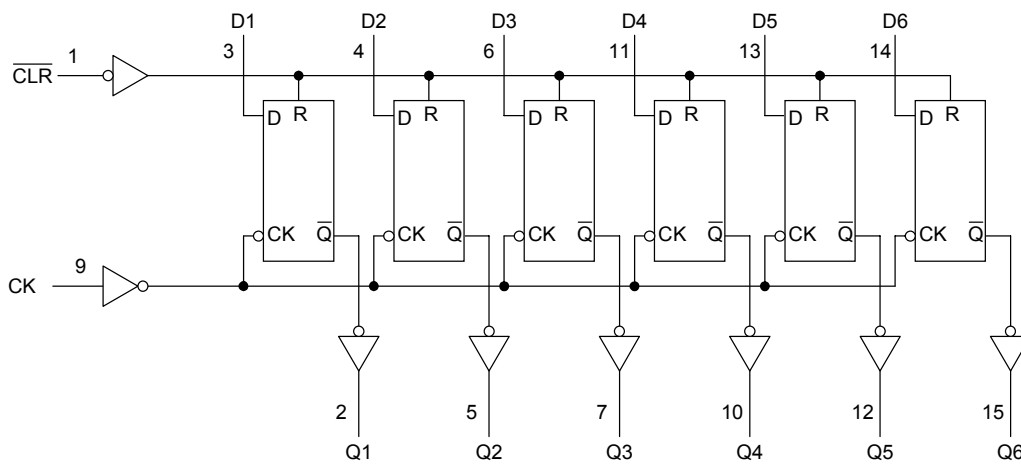 D1 D2 D3 D4 D5 D6
3 4 6 11 13 14
1
C̅L̅R̅
D R D R D R D R D R D R
CK Q̅ CK Q̅ CK Q̅ CK Q̅ CK Q̅ CK Q̅
9
CK
2 5 7 10 12 15
Q1 Q2 Q3 Q4 Q5 Q6